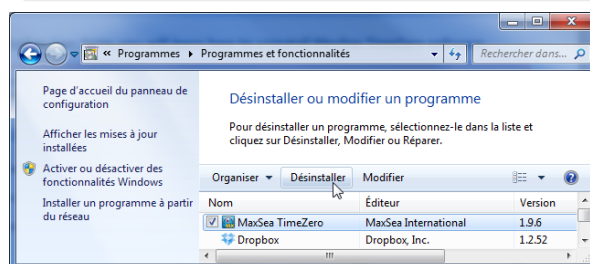 « Programmes ▸ Programmes et fonctionnalités
Rechercher dans...
Page d'accueil du panneau de
configuration
Afficher les mises à jour
installées
Activer ou désactiver des
fonctionnalités Windows
Installer un programme à partir
du réseau
Désinstaller ou modifier un programme
Pour désinstaller un programme, sélectionnez-le dans la liste et
cliquez sur Désinstaller, Modifier ou Réparer.
Organiser Désinstaller Modifier
Nom Éditeur Version
MaxSea TimeZero MaxSea International 1.9.6
Dropbox Dropbox, Inc. 1.2.52